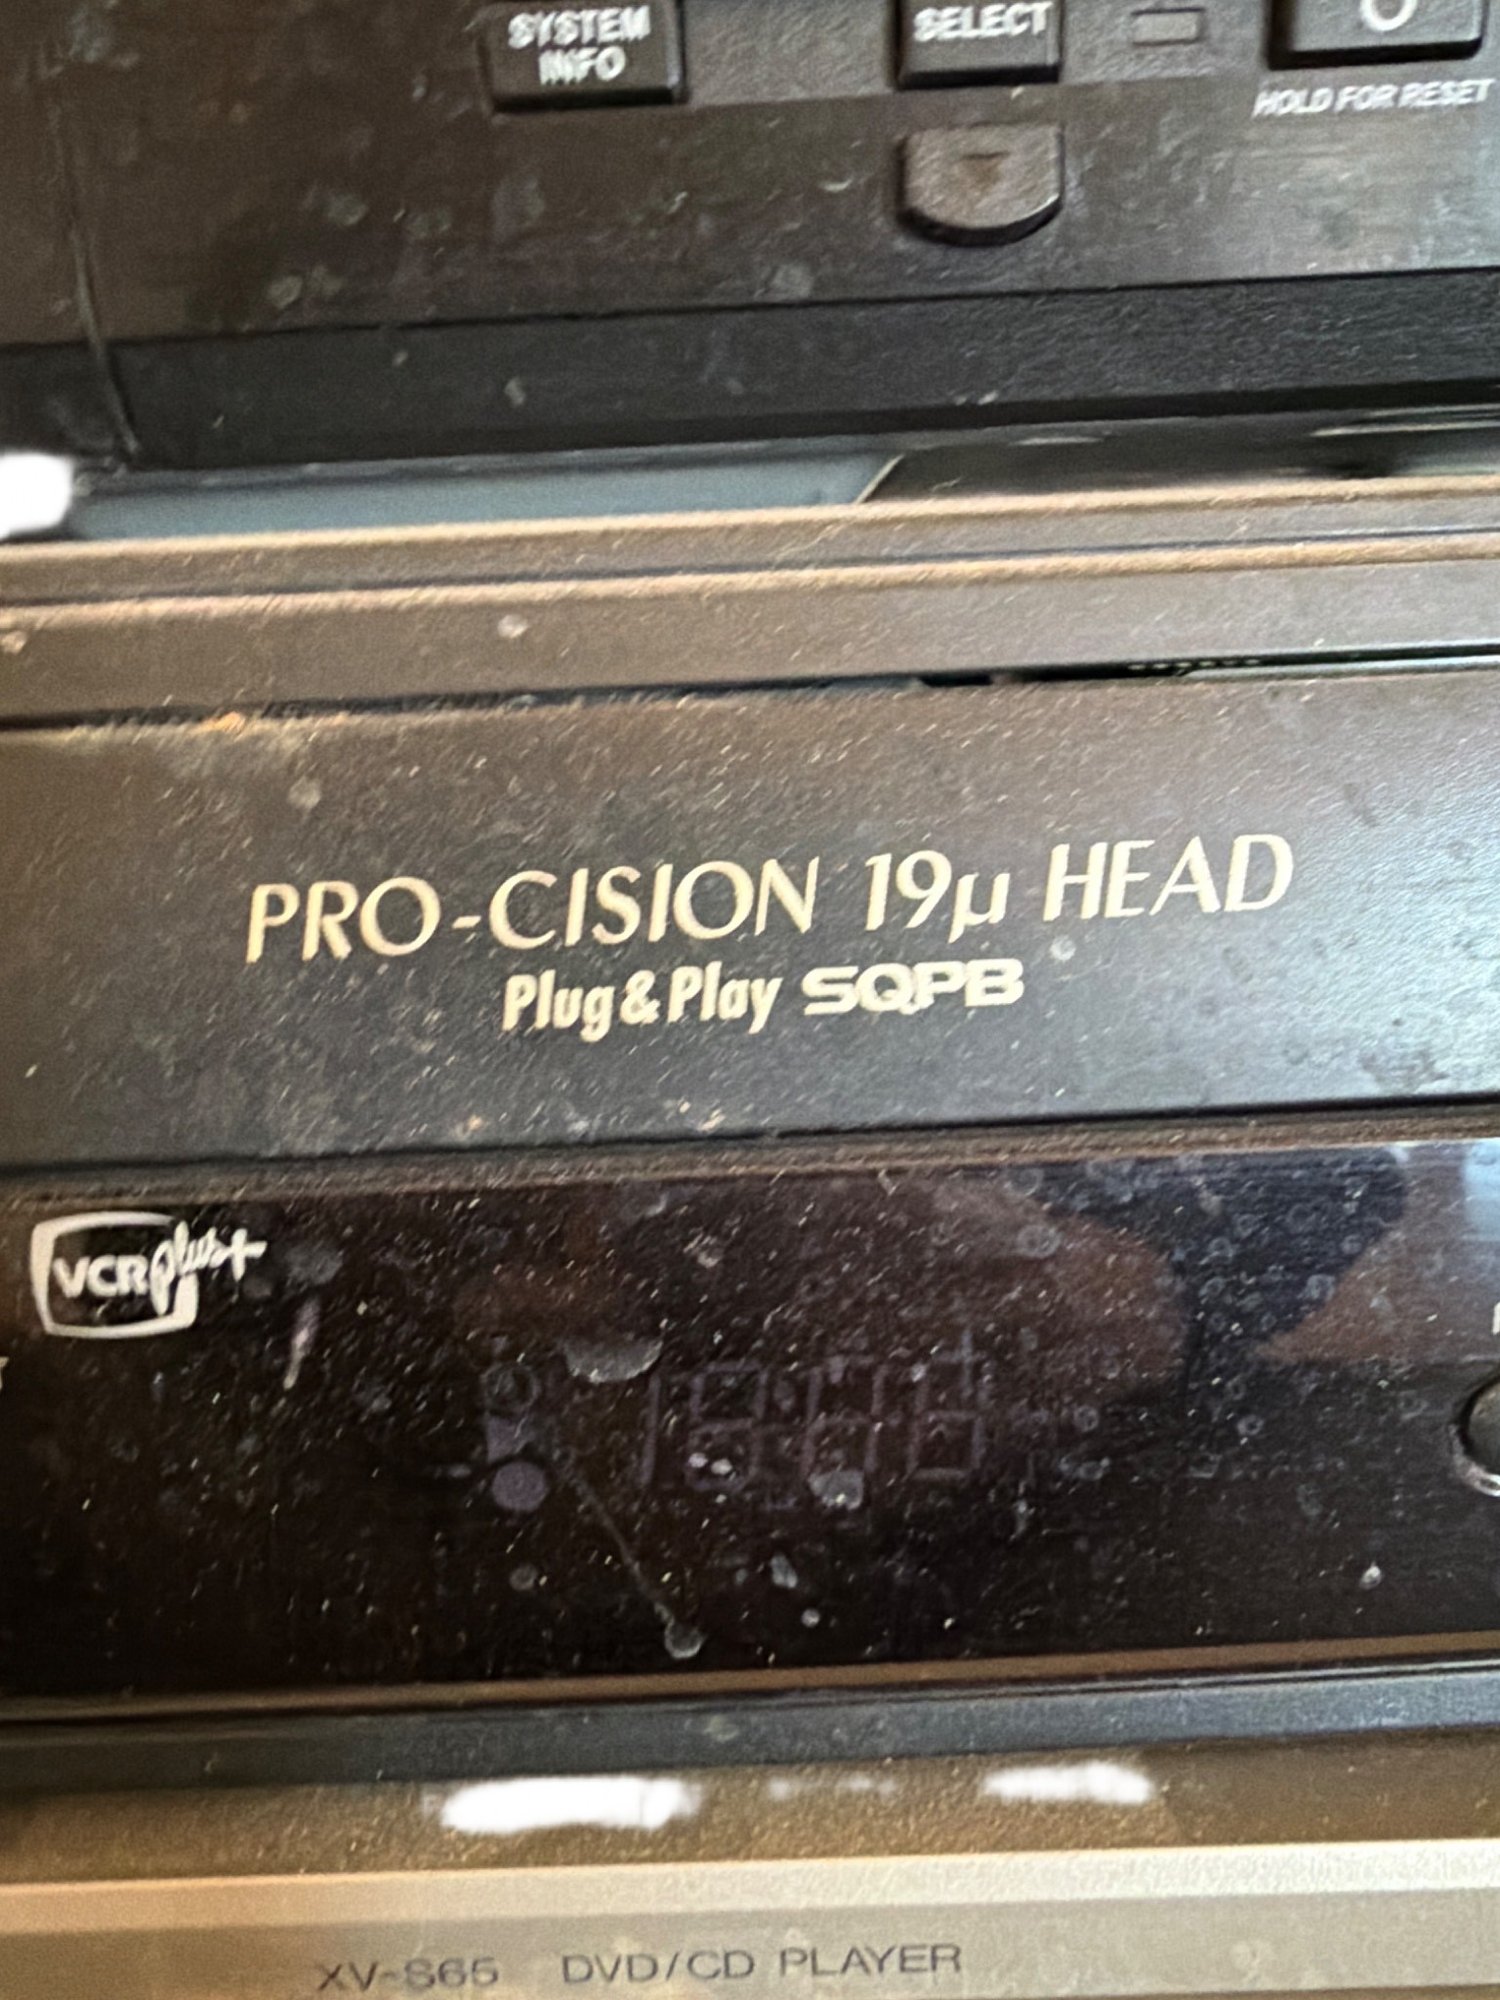 SYSTEM
INFO
SELECT
HOLD FOR RESET
PRO-CISION 19µ HEAD
Plug&Play SQPB
VCR plus+
XV-S65 DVD/CD PLAYER